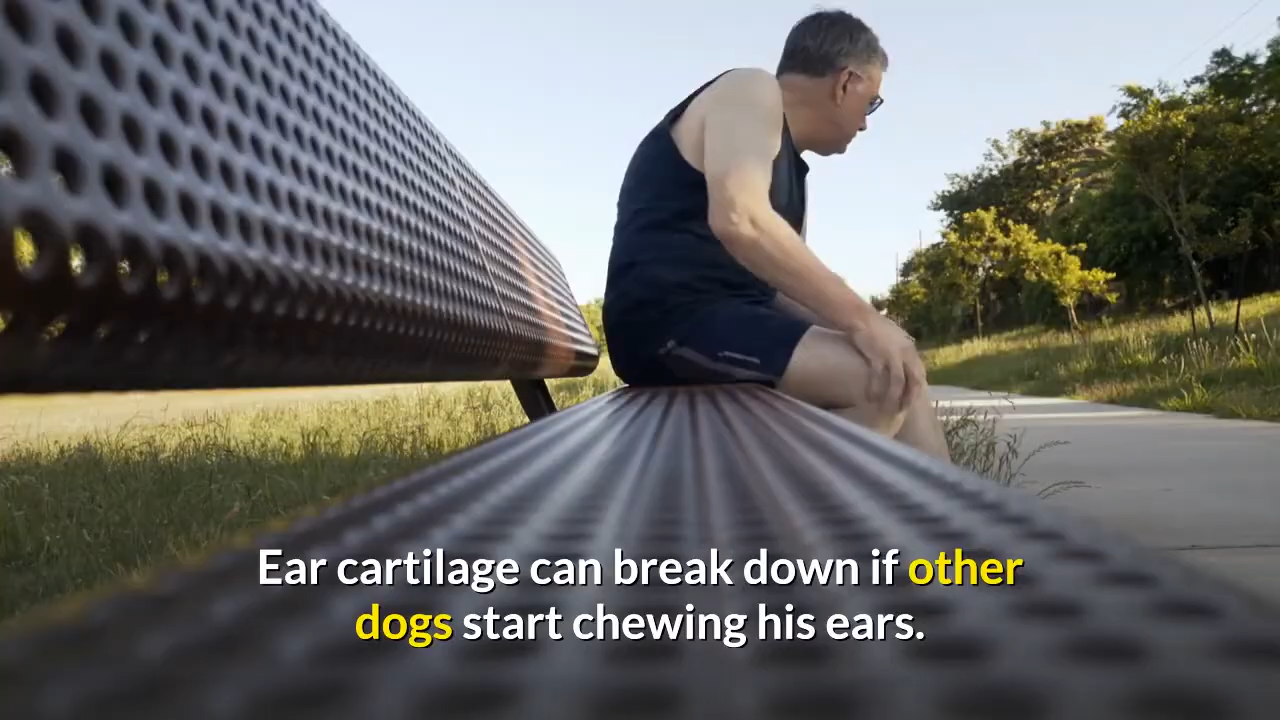 Ear cartilage can break down if other
dogs start chewing his ears.